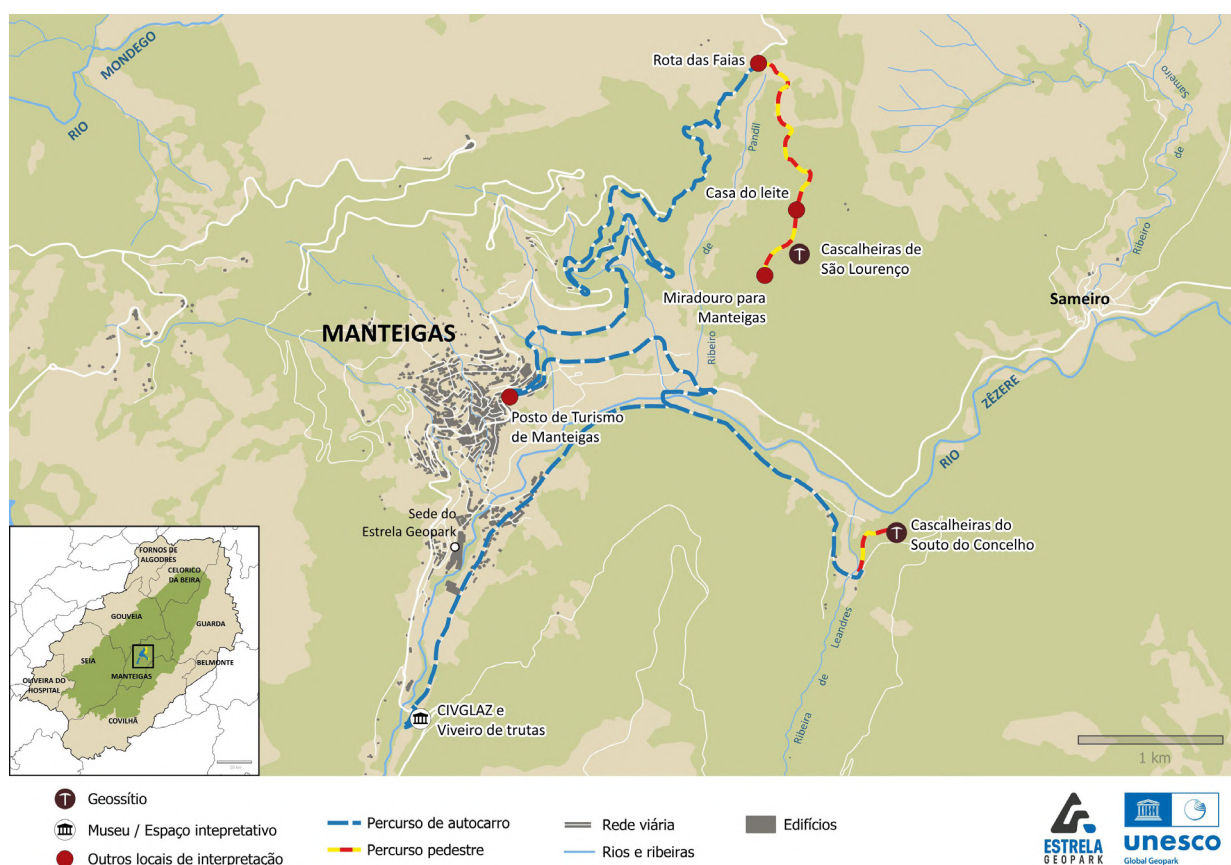 MONDEGO
RIO
Rota das Faias
Sameiro
de
Ribeiro
Pandil
de
Ribeiro
Casa do leite
Cascalheiras de
São Lourenço
Miradouro para
Manteigas
Sameiro
MANTEIGAS
ZÊZERE
RIO
Posto de Turismo
de Manteigas
Sede do
Estrela Geopark
Cascalheiras do
Souto do Concelho
Leandres
de
Ribeira
CIVGLAZ e
Viveiro de trutas
1 km
FORNOS DE
ALGODRES
CELORICO
DA BEIRA
GOUVEIA
GUARDA
SEIA
BELMONTE
MANTEIGAS
OLIVEIRA DO
HOSPITAL
COVILHÃ
Geossítio
Museu / Espaço intepretativo
Outros locais de interpretação
Percurso de autocarro
Percurso pedestre
Rede viária
Rios e ribeiras
Edifícios
ESTRELA
GEOPARK
unesco
Global Geopark